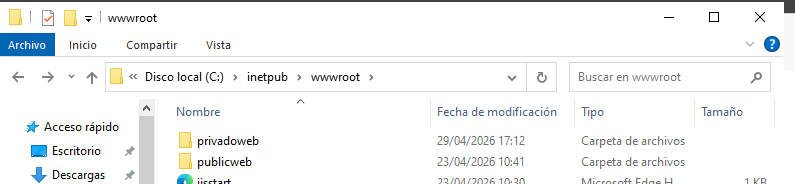 wwwroot
Archivo Inicio Compartir Vista
« Disco local (C:) > inetpub > wwwroot > Buscar en wwwroot
Nombre Fecha de modificación Tipo Tamaño
Acceso rápido
privadoweb 29/04/2026 17:12 Carpeta de archivos
Escritorio
publicweb 23/04/2026 10:41 Carpeta de archivos
Descargas
iisstart 23/04/2026 10:30 Microsoft Edge H... 1 KB